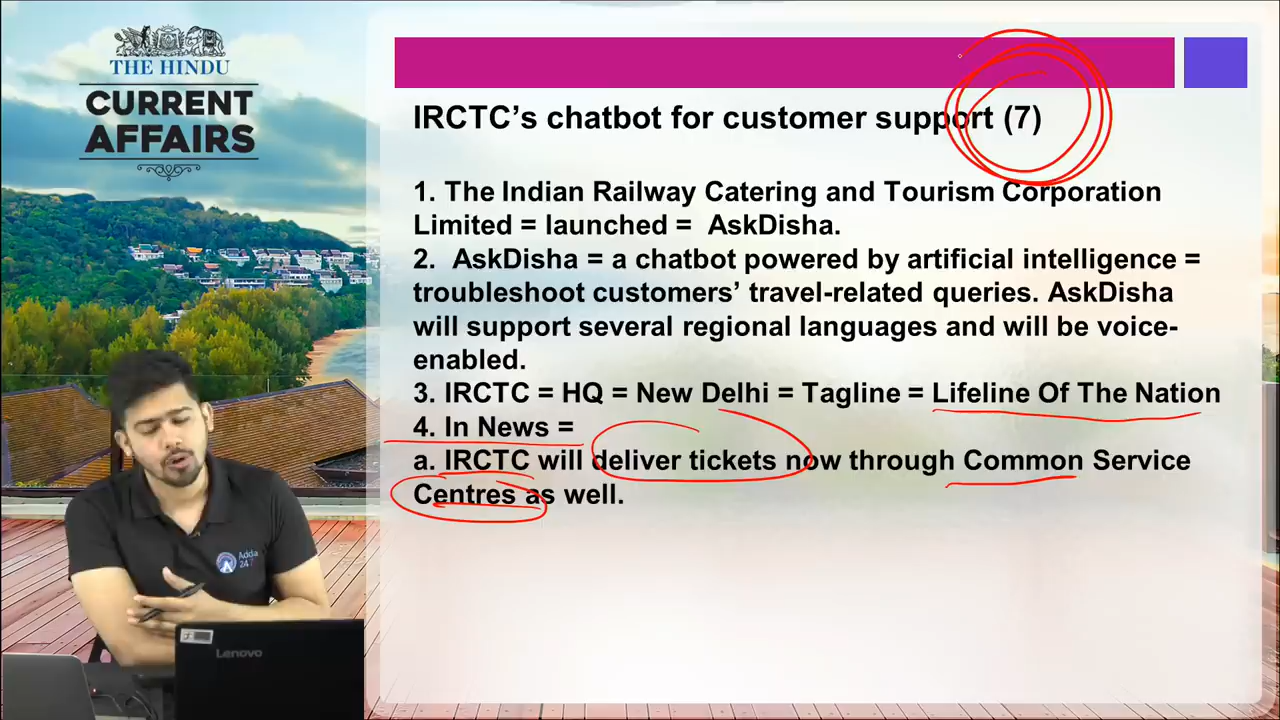 THE HINDU
CURRENT
AFFAIRS
IRCTC’s chatbot for customer support (7)
1. The Indian Railway Catering and Tourism Corporation
Limited = launched = AskDisha.
2. AskDisha = a chatbot powered by artificial intelligence =
troubleshoot customers’ travel-related queries. AskDisha
will support several regional languages and will be voice-
enabled.
3. IRCTC = HQ = New Delhi = Tagline = Lifeline Of The Nation
4. In News =
a. IRCTC will deliver tickets now through Common Service
Centres as well.
Adda
247
Lenovo